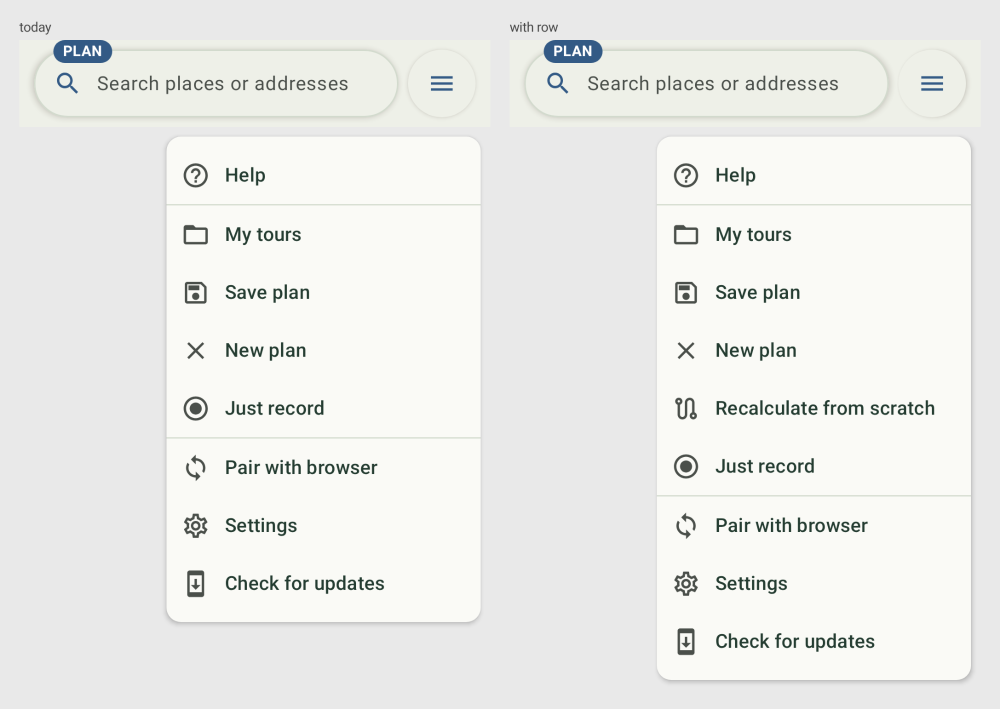 today
PLAN
Search places or addresses
Help
My tours
Save plan
New plan
Just record
Pair with browser
Settings
Check for updates
with row
PLAN
Search places or addresses
Help
My tours
Save plan
New plan
Recalculate from scratch
Just record
Pair with browser
Settings
Check for updates